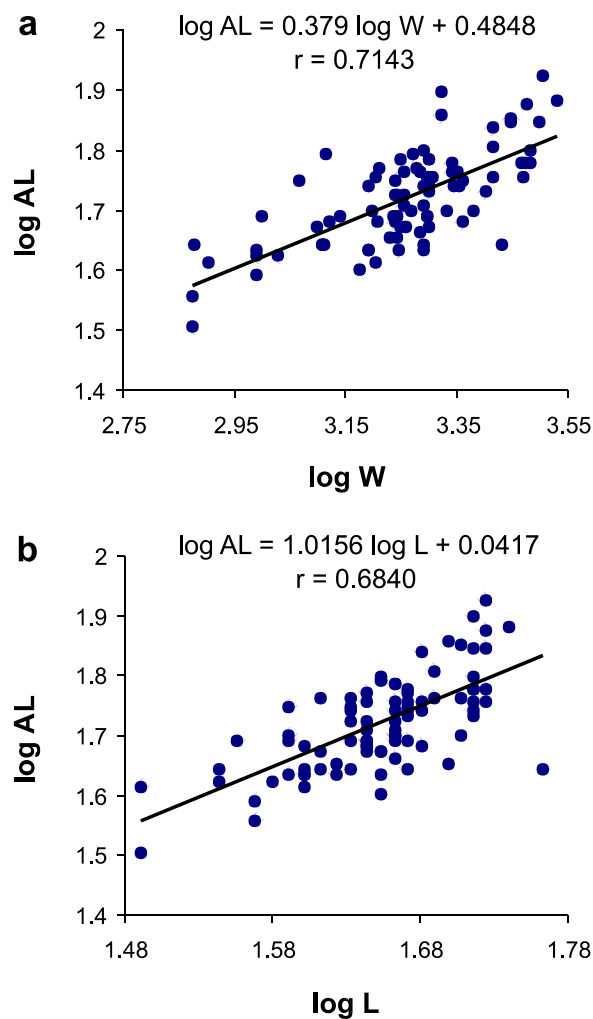 a
log AL = 0.379 log W + 0.4848
r = 0.7143
2
1.9
1.8
1.7
1.6
1.5
1.4
log AL
2.75 2.95 3.15 3.35 3.55
log W
b
log AL = 1.0156 log L + 0.0417
r = 0.6840
2
1.9
1.8
1.7
1.6
1.5
1.4
log AL
1.48 1.58 1.68 1.78
log L